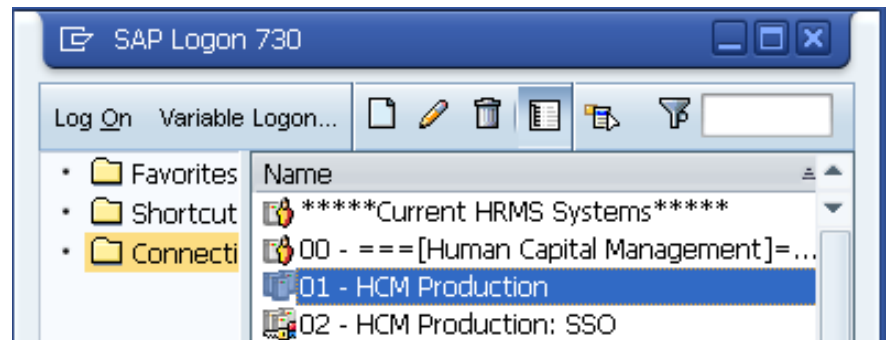 SAP Logon 730
Log On Variable Logon...
Favorites
Shortcut
Connecti
Name
*****Current HRMS Systems*****
00 - ===[Human Capital Management]=...
01 - HCM Production
02 - HCM Production: SSO